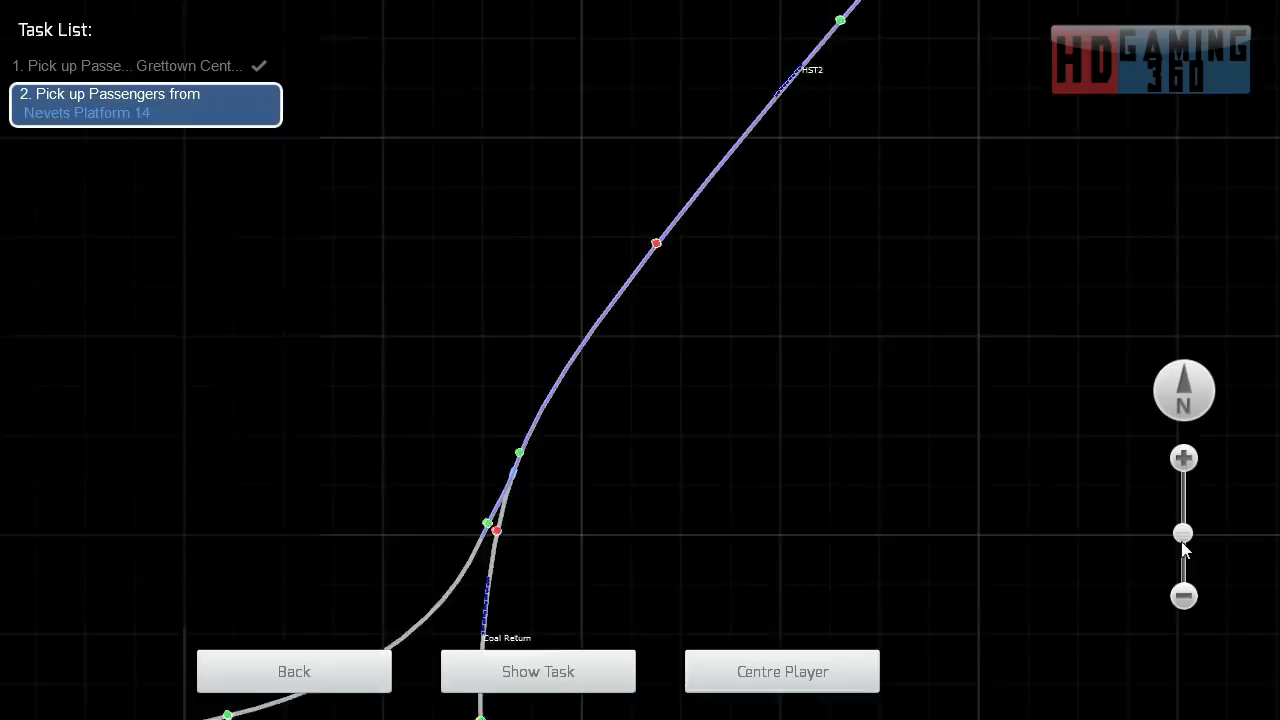 Task List:
1. Pick up Passe... Grettown Cent...
2. Pick up Passengers from
Nevets Platform 14
HD GAMING
360
HST2
N
Coal Return
Back
Show Task
Centre Player